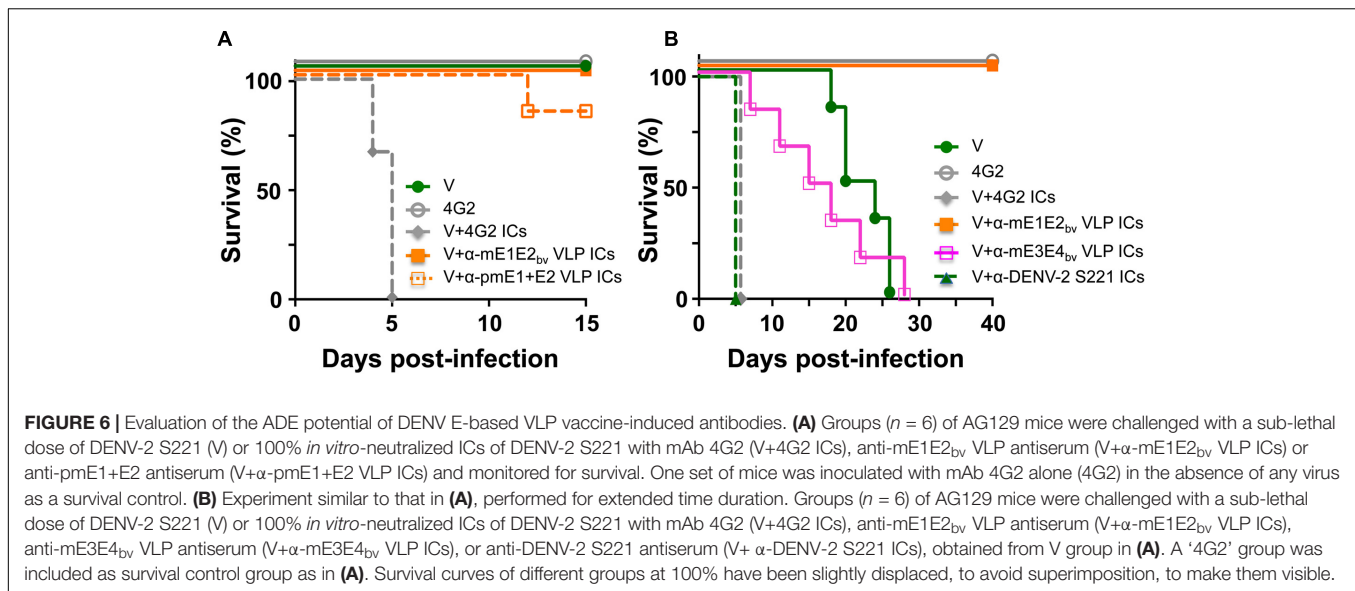 A
B
100
50
0
Survival (%)
0 5 10 15
Days post-infection
V
4G2
V+4G2 ICs
V+α-mE1E2bv VLP ICs
V+α-pmE1+E2 VLP ICs
100
50
0
Survival (%)
0 10 20 30 40
Days post-infection
V
4G2
V+4G2 ICs
V+α-mE1E2bv VLP ICs
V+α-mE3E4bv VLP ICs
V+α-DENV-2 S221 ICs
FIGURE 6 | Evaluation of the ADE potential of DENV E-based VLP vaccine-induced antibodies. (A) Groups (n = 6) of AG129 mice were challenged with a sub-lethal
dose of DENV-2 S221 (V) or 100% in vitro-neutralized ICs of DENV-2 S221 with mAb 4G2 (V+4G2 ICs), anti-mE1E2bv VLP antiserum (V+α-mE1E2bv VLP ICs) or
anti-pmE1+E2 antiserum (V+α-pmE1+E2 VLP ICs) and monitored for survival. One set of mice was inoculated with mAb 4G2 alone (4G2) in the absence of any virus
as a survival control. (B) Experiment similar to that in (A), performed for extended time duration. Groups (n = 6) of AG129 mice were challenged with a sub-lethal
dose of DENV-2 S221 (V) or 100% in vitro-neutralized ICs of DENV-2 S221 with mAb 4G2 (V+4G2 ICs), anti-mE1E2bv VLP antiserum (V+α-mE1E2bv VLP ICs),
anti-mE3E4bv VLP antiserum (V+α-mE3E4bv VLP ICs), or anti-DENV-2 S221 antiserum (V+ α-DENV-2 S221 ICs), obtained from V group in (A). A ‘4G2’ group was
included as survival control group as in (A). Survival curves of different groups at 100% have been slightly displaced, to avoid superimposition, to make them visible.